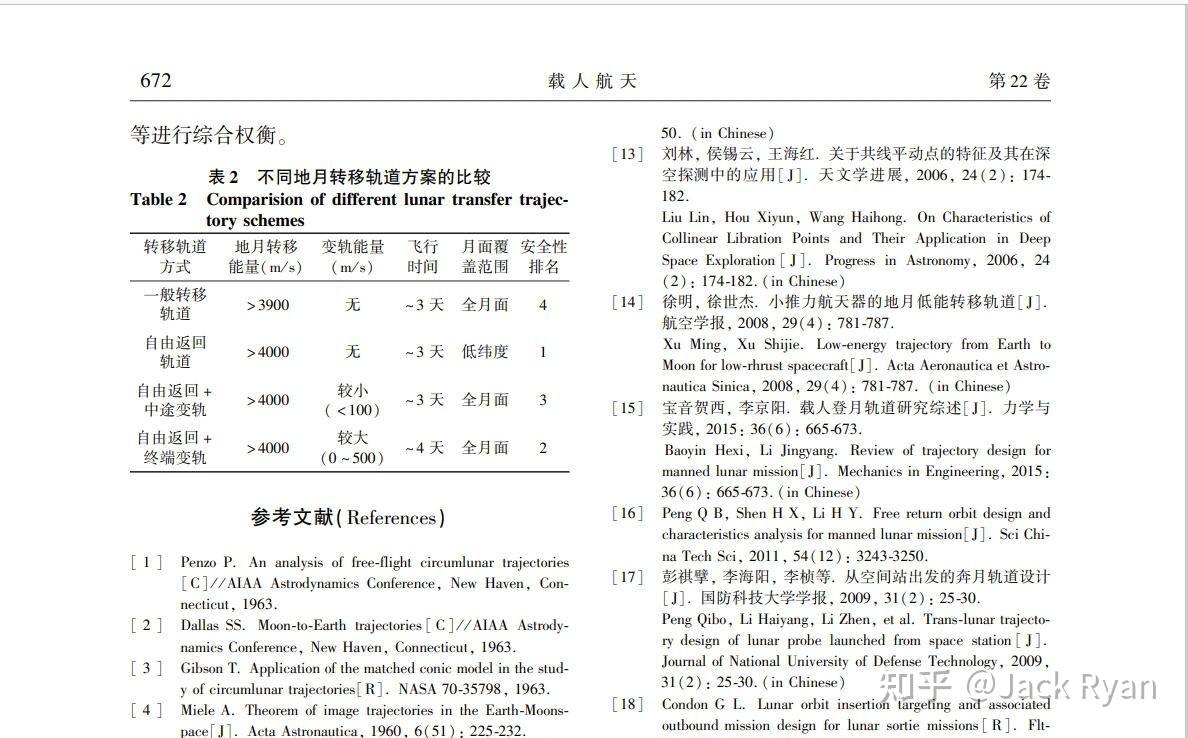 672
载人航天
第 22 卷
等进行综合权衡。
表 2 不同地月转移轨道方案的比较
Table 2 Comparision of different lunar transfer trajec-
tory schemes
转移轨道 地月转移 变轨能量 飞行 月面覆 安全性
方式 能量(m/s) (m/s) 时间 盖范围 排名
一般转移
轨道
>3900 无 ~3 天 全月面 4
自由返回
轨道
>4000 无 ~3 天 低纬度 1
自由返回+
中途变轨
>4000
较小
(<100)
~3 天 全月面 3
自由返回+
终端变轨
>4000
较大
(0~500)
~4 天 全月面 2
参考文献(References)
[1] Penzo P. An analysis of free-flight circumlunar trajectories
[C]//AIAA Astrodynamics Conference, New Haven, Con-
necticut, 1963.
[2] Dallas SS. Moon-to-Earth trajectories[C]//AIAA Astrody-
namics Conference, New Haven, Connecticut, 1963.
[3] Gibson T. Application of the matched conic model in the stud-
y of circumlunar trajectories[R]. NASA 70-35798, 1963.
[4] Miele A. Theorem of image trajectories in the Earth-Moon-
space[J]. Acta Astronautica, 1960, 6(51): 225-232.
50. (in Chinese)
[13] 刘林, 侯锡云, 王海红. 关于共线平动点的特征及其在深
空探测中的应用[J]. 天文学进展, 2006, 24(2): 174-
182.
Liu Lin, Hou Xiyun, Wang Haihong. On Characteristics of
Collinear Libration Points and Their Application in Deep
Space Exploration[J]. Progress in Astronomy, 2006, 24
(2): 174-182. (in Chinese)
[14] 徐明, 徐世杰. 小推力航天器的地月低能转移轨道[J].
航空学报, 2008, 29(4): 781-787.
Xu Ming, Xu Shijie. Low-energy trajectory from Earth to
Moon for low-rhrust spacecraft[J]. Acta Aeronautica et Astro-
nautica Sinica, 2008, 29(4): 781-787. (in Chinese)
[15] 宝音贺西, 李京阳. 载人登月轨道研究综述[J]. 力学与
实践, 2015: 36(6): 665-673.
Baoyin Hexi, Li Jingyang. Review of trajectory design for
manned lunar mission[J]. Mechanics in Engineering, 2015:
36(6): 665-673. (in Chinese)
[16] Peng Q B, Shen H X, Li H Y. Free return orbit design and
characteristics analysis for manned lunar mission[J]. Sci Chi-
na Tech Sci, 2011, 54(12): 3243-3250.
[17] 彭祺擘, 李海阳, 李桢等. 从空间站出发的奔月轨道设计
[J]. 国防科技大学学报, 2009, 31(2): 25-30.
Peng Qibo, Li Haiyang, Li Zhen, et al. Trans-lunar trajecto-
ry design of lunar probe launched from space station[J].
Journal of National University of Defense Technology, 2009,
31(2): 25-30. (in Chinese)
[18] Condon G L. Lunar orbit insertion targeting and associated
outbound mission design for lunar sortie missions[R]. Flt-
知乎 @Jack Ryan